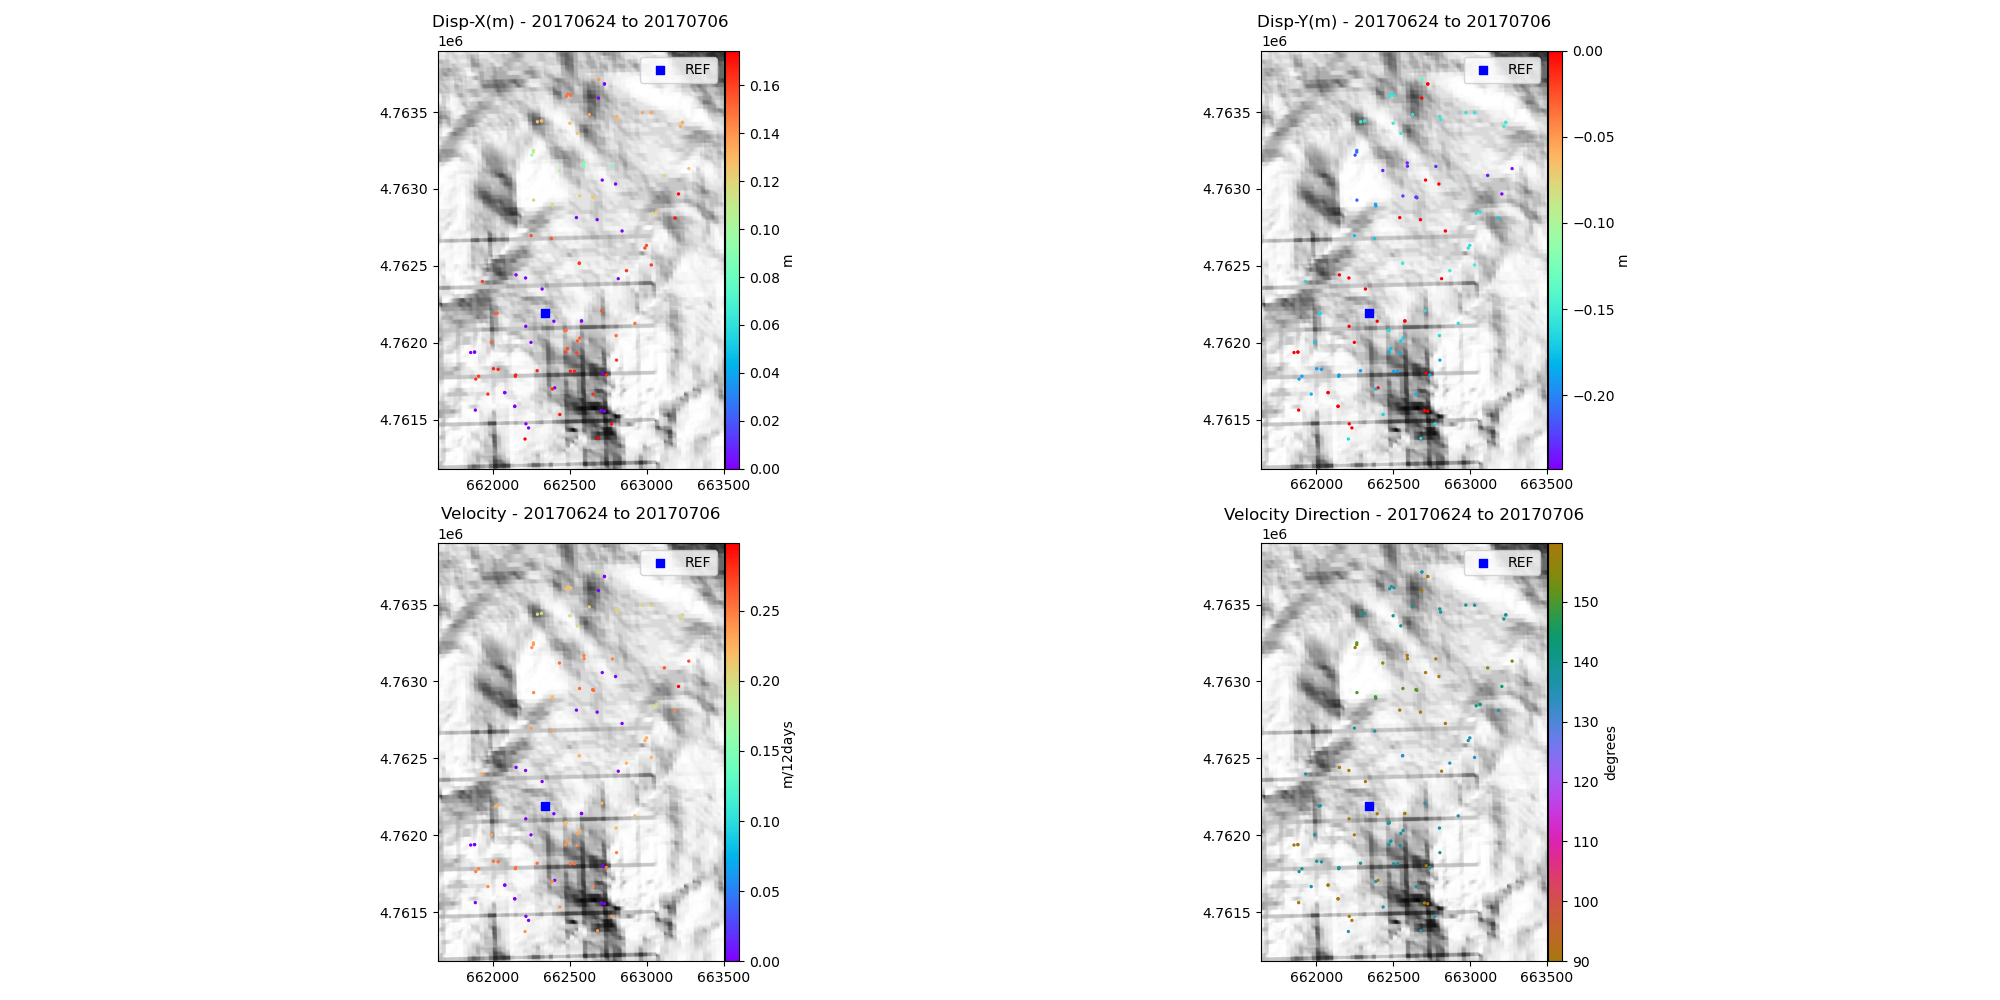 Disp-X(m) - 20170624 to 20170706
1e6
REF
4.7635
4.7630
4.7625
4.7620
4.7615
662000 662500 663000 663500
0.16
0.14
0.12
0.10
0.08
0.06
0.04
0.02
0.00
m
Disp-Y(m) - 20170624 to 20170706
1e6
REF
4.7635
4.7630
4.7625
4.7620
4.7615
662000 662500 663000 663500
0.00
−0.05
−0.10
−0.15
−0.20
m
Velocity - 20170624 to 20170706
1e6
REF
4.7635
4.7630
4.7625
4.7620
4.7615
662000 662500 663000 663500
0.25
0.20
0.15
0.10
0.05
0.00
m/12days
Velocity Direction - 20170624 to 20170706
1e6
REF
4.7635
4.7630
4.7625
4.7620
4.7615
662000 662500 663000 663500
150
140
130
120
110
100
90
degrees